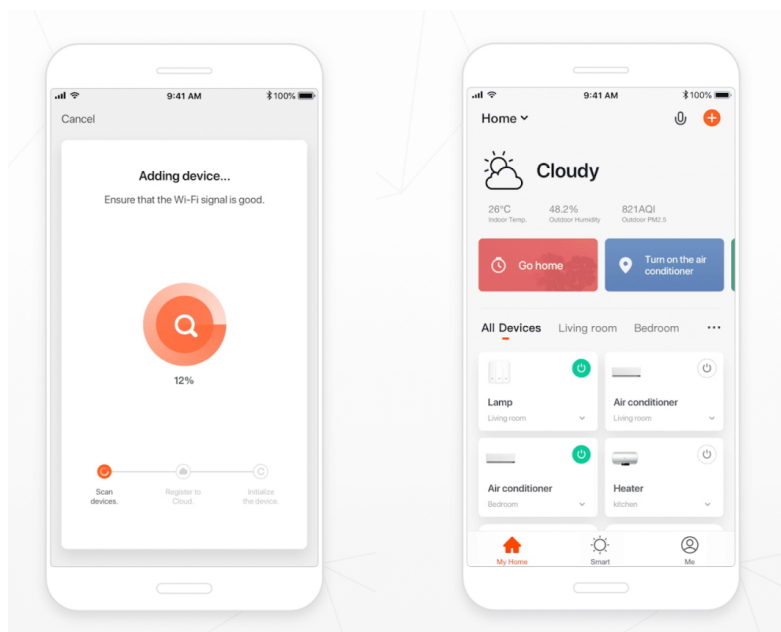 9:41 AM
100%
Cancel
Adding device...
Ensure that the Wi-Fi signal is good.
12%
Scan
devices.
Register to
Cloud.
Initialize
the device.
9:41 AM
100%
Home
Cloudy
26°C
48.2%
821AQI
Indoor Temp.
Outdoor Humidity
Outdoor PM2.5
Go home
Turn on the air
conditioner
All Devices
Living room
Bedroom
Lamp
Living room
Air conditioner
Living room
Air conditioner
Bedroom
Heater
kitchen
My Home
Smart
Me